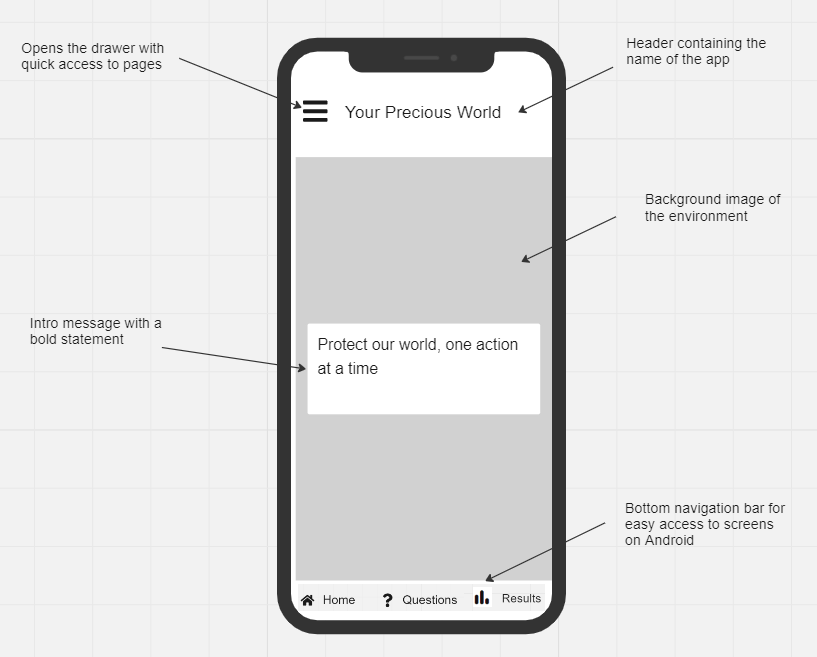 Opens the drawer with
quick access to pages
Header containing the
name of the app
Your Precious World
Background image of
the environment
Intro message with a
bold statement
Protect our world, one action
at a time
Bottom navigation bar for
easy access to screens
on Android
Home
Questions
Results